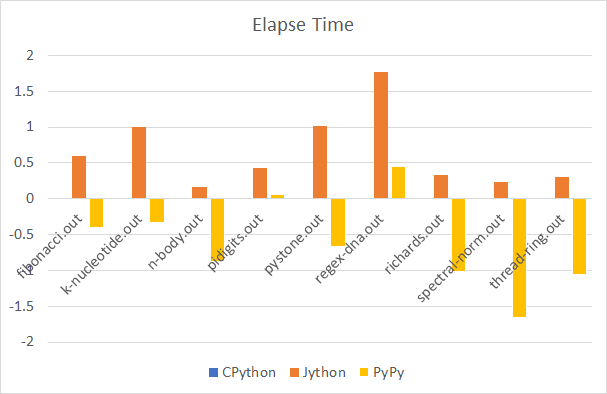 Elapse Time
2
1.5
1
0.5
0
-0.5
-1
-1.5
-2
fibonacci.out
k-nucleotide.out
n-body.out
pidigits.out
pystone.out
regex-dna.out
richards.out
spectral-norm.out
thread-ring.out
CPython Jython PyPy